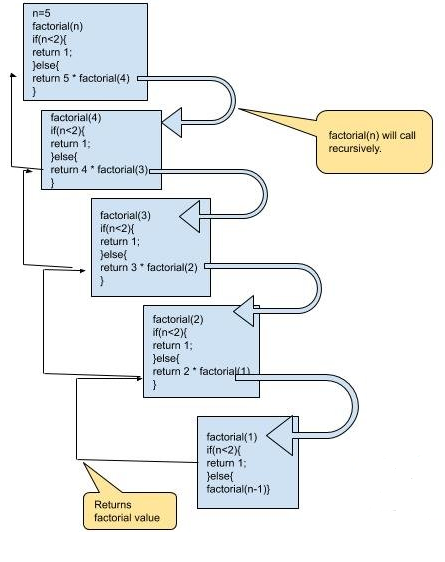 n=5
factorial(n)
if(n<2){
return 1;
}else{
return 5 * factorial(4)
}
factorial(n) will call
recursively.
factorial(4)
if(n<2){
return 1;
}else{
return 4 * factorial(3)
}
factorial(3)
if(n<2){
return 1;
}else{
return 3 * factorial(2)
}
factorial(2)
if(n<2){
return 1;
}else{
return 2 * factorial(1)
}
factorial(1)
if(n<2){
return 1;
}else{
factorial(n-1)}
Returns
factorial value